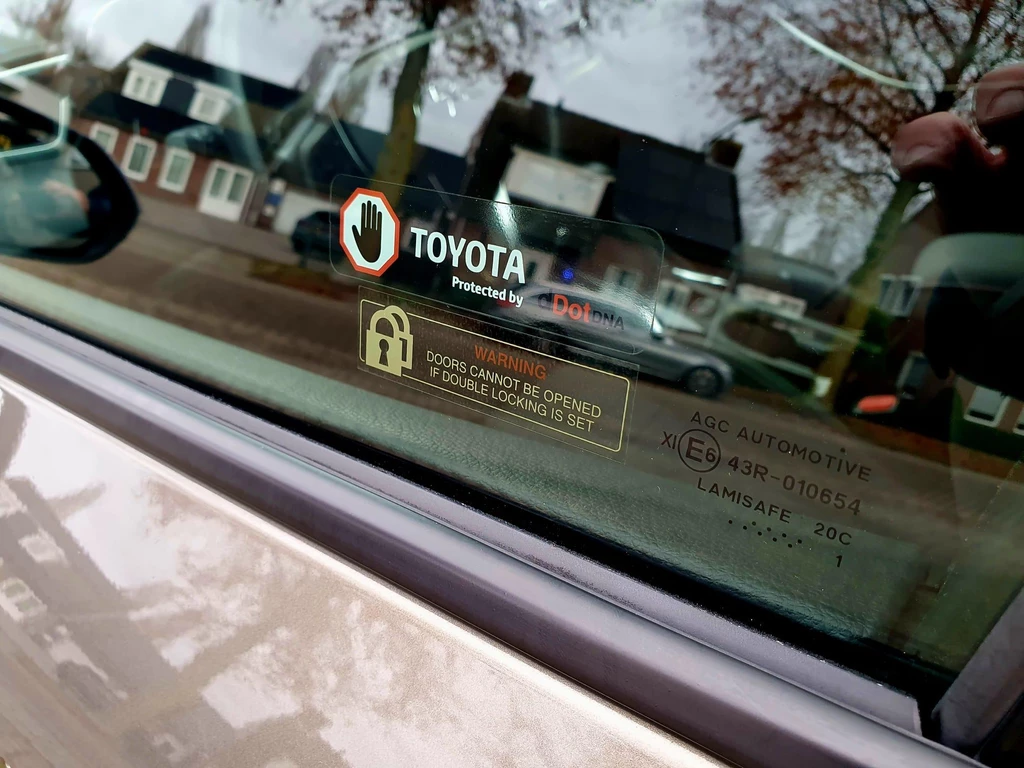 TOYOTA
Protected by
DotDNA
WARNING
DOORS CANNOT BE OPENED
IF DOUBLE LOCKING IS SET
AGC AUTOMOTIVE
XI E6 43R-010654
LAMISAFE 20C
1